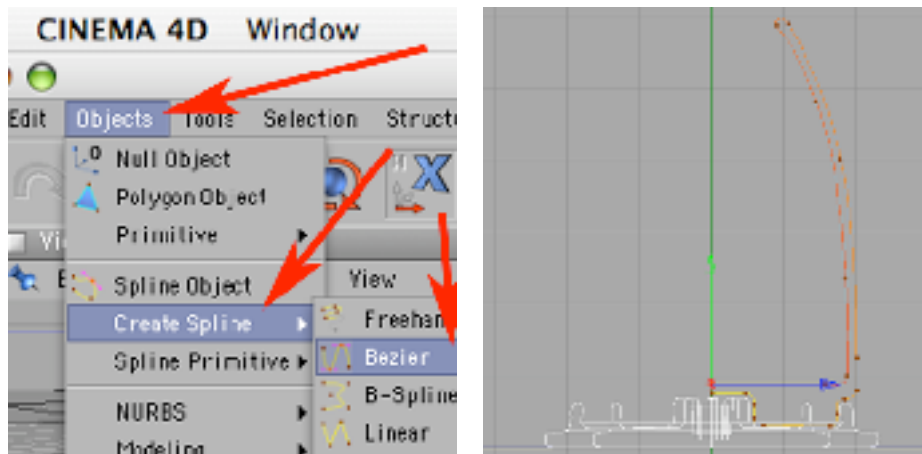 CINEMA 4D Window
Edit Objects Tools Selection
Null Object
Polygon Object
Primitive
Spline Object
View
Create Spline
Freehan
Spline Primitive
Bezier
B-Spline
NURBS
Linear
Modeling